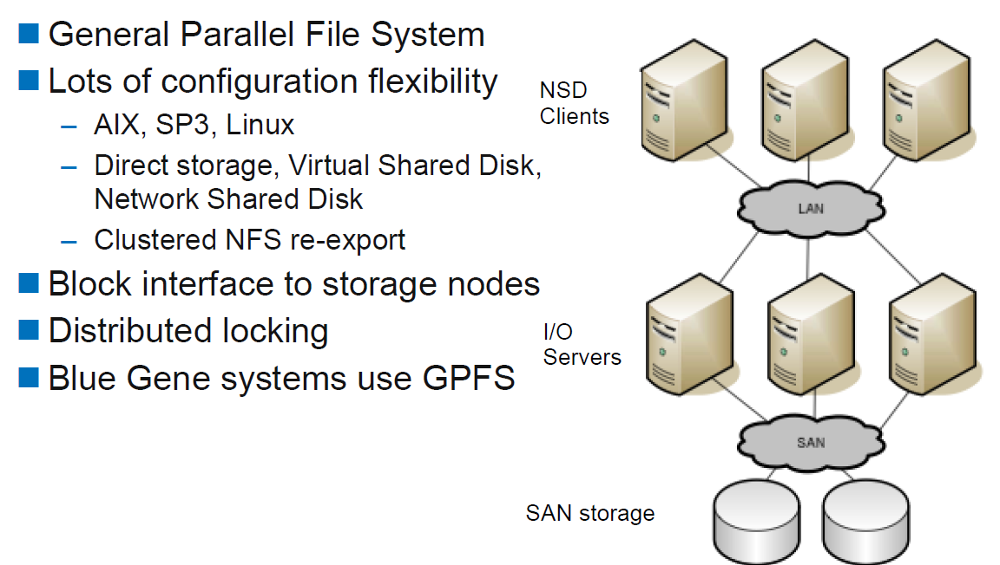 General Parallel File System
Lots of configuration flexibility
– AIX, SP3, Linux
– Direct storage, Virtual Shared Disk,
Network Shared Disk
– Clustered NFS re-export
Block interface to storage nodes
Distributed locking
Blue Gene systems use GPFS
NSD
Clients
LAN
I/O
Servers
SAN
SAN storage